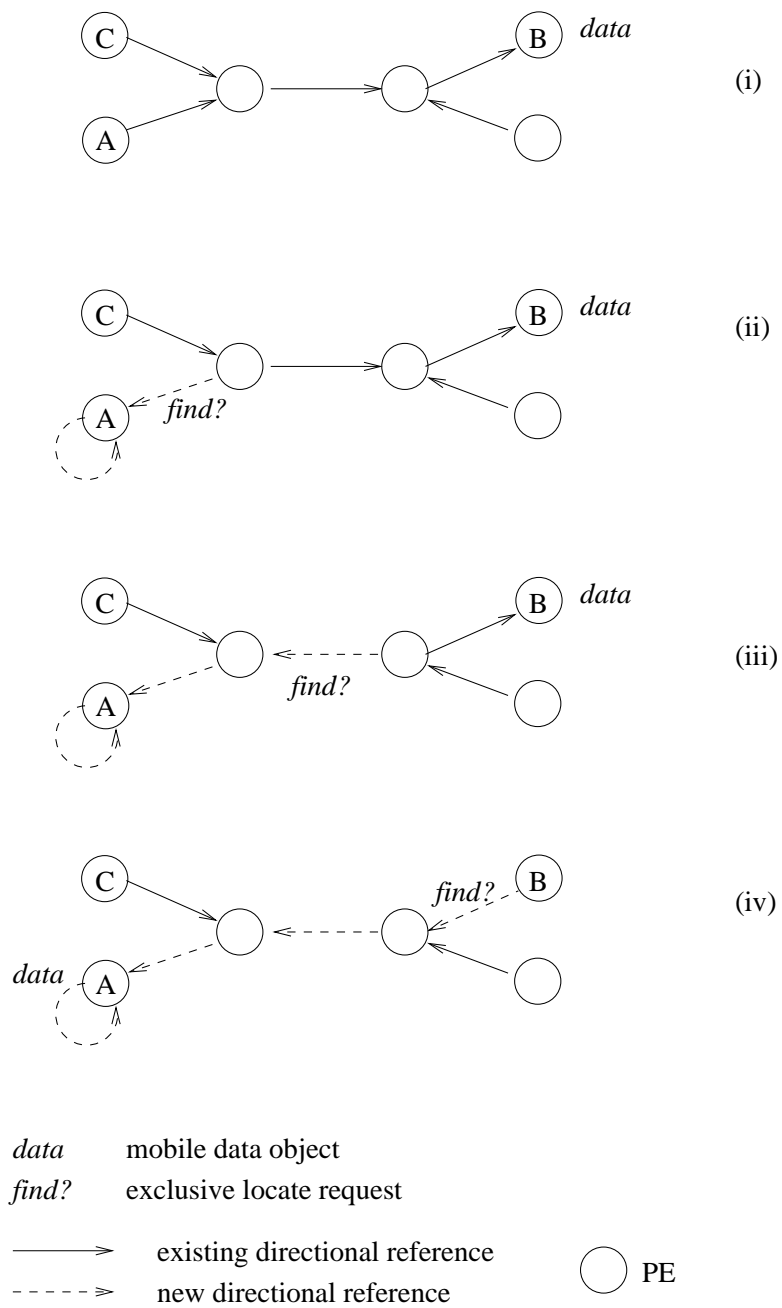 C
B
data
(i)
A
C
B
data
(ii)
A
find?
C
B
data
(iii)
A
find?
C
B
find?
(iv)
data
A
data mobile data object
find? exclusive locate request
existing directional reference
new directional reference
PE